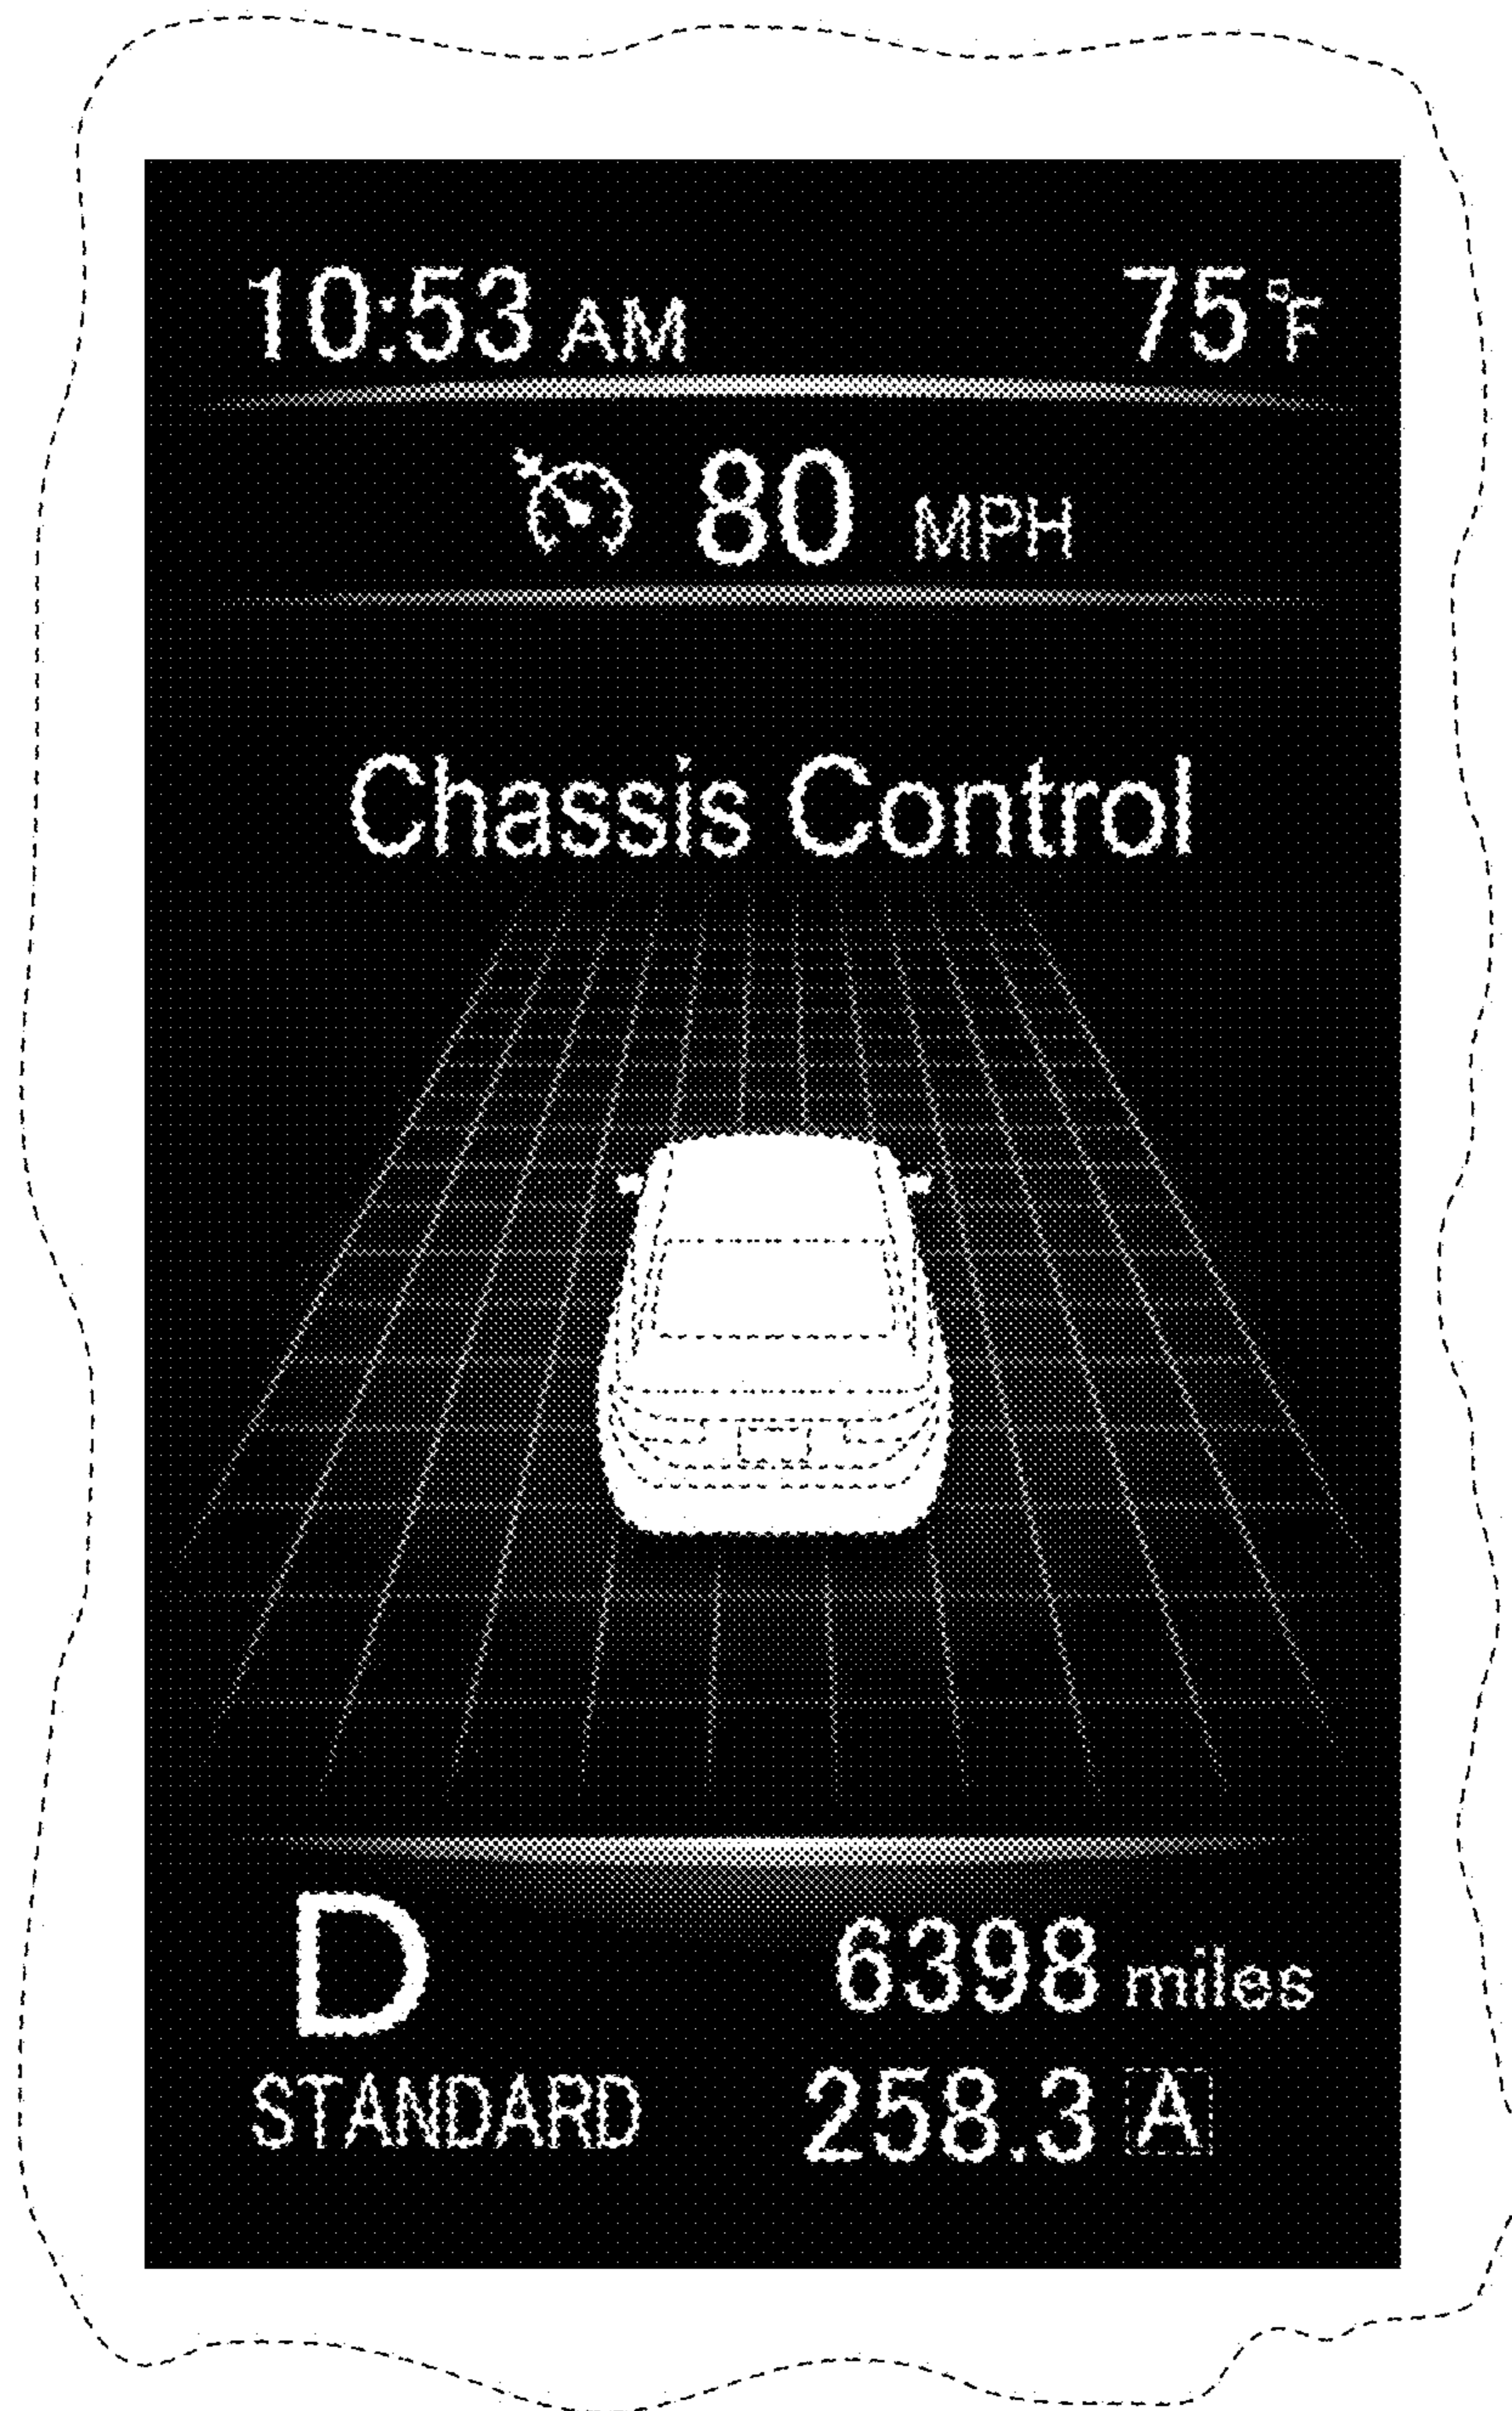 10:53 AM 75°F
80 MPH
Chassis Control
D 6398 miles
STANDARD 258.3 A